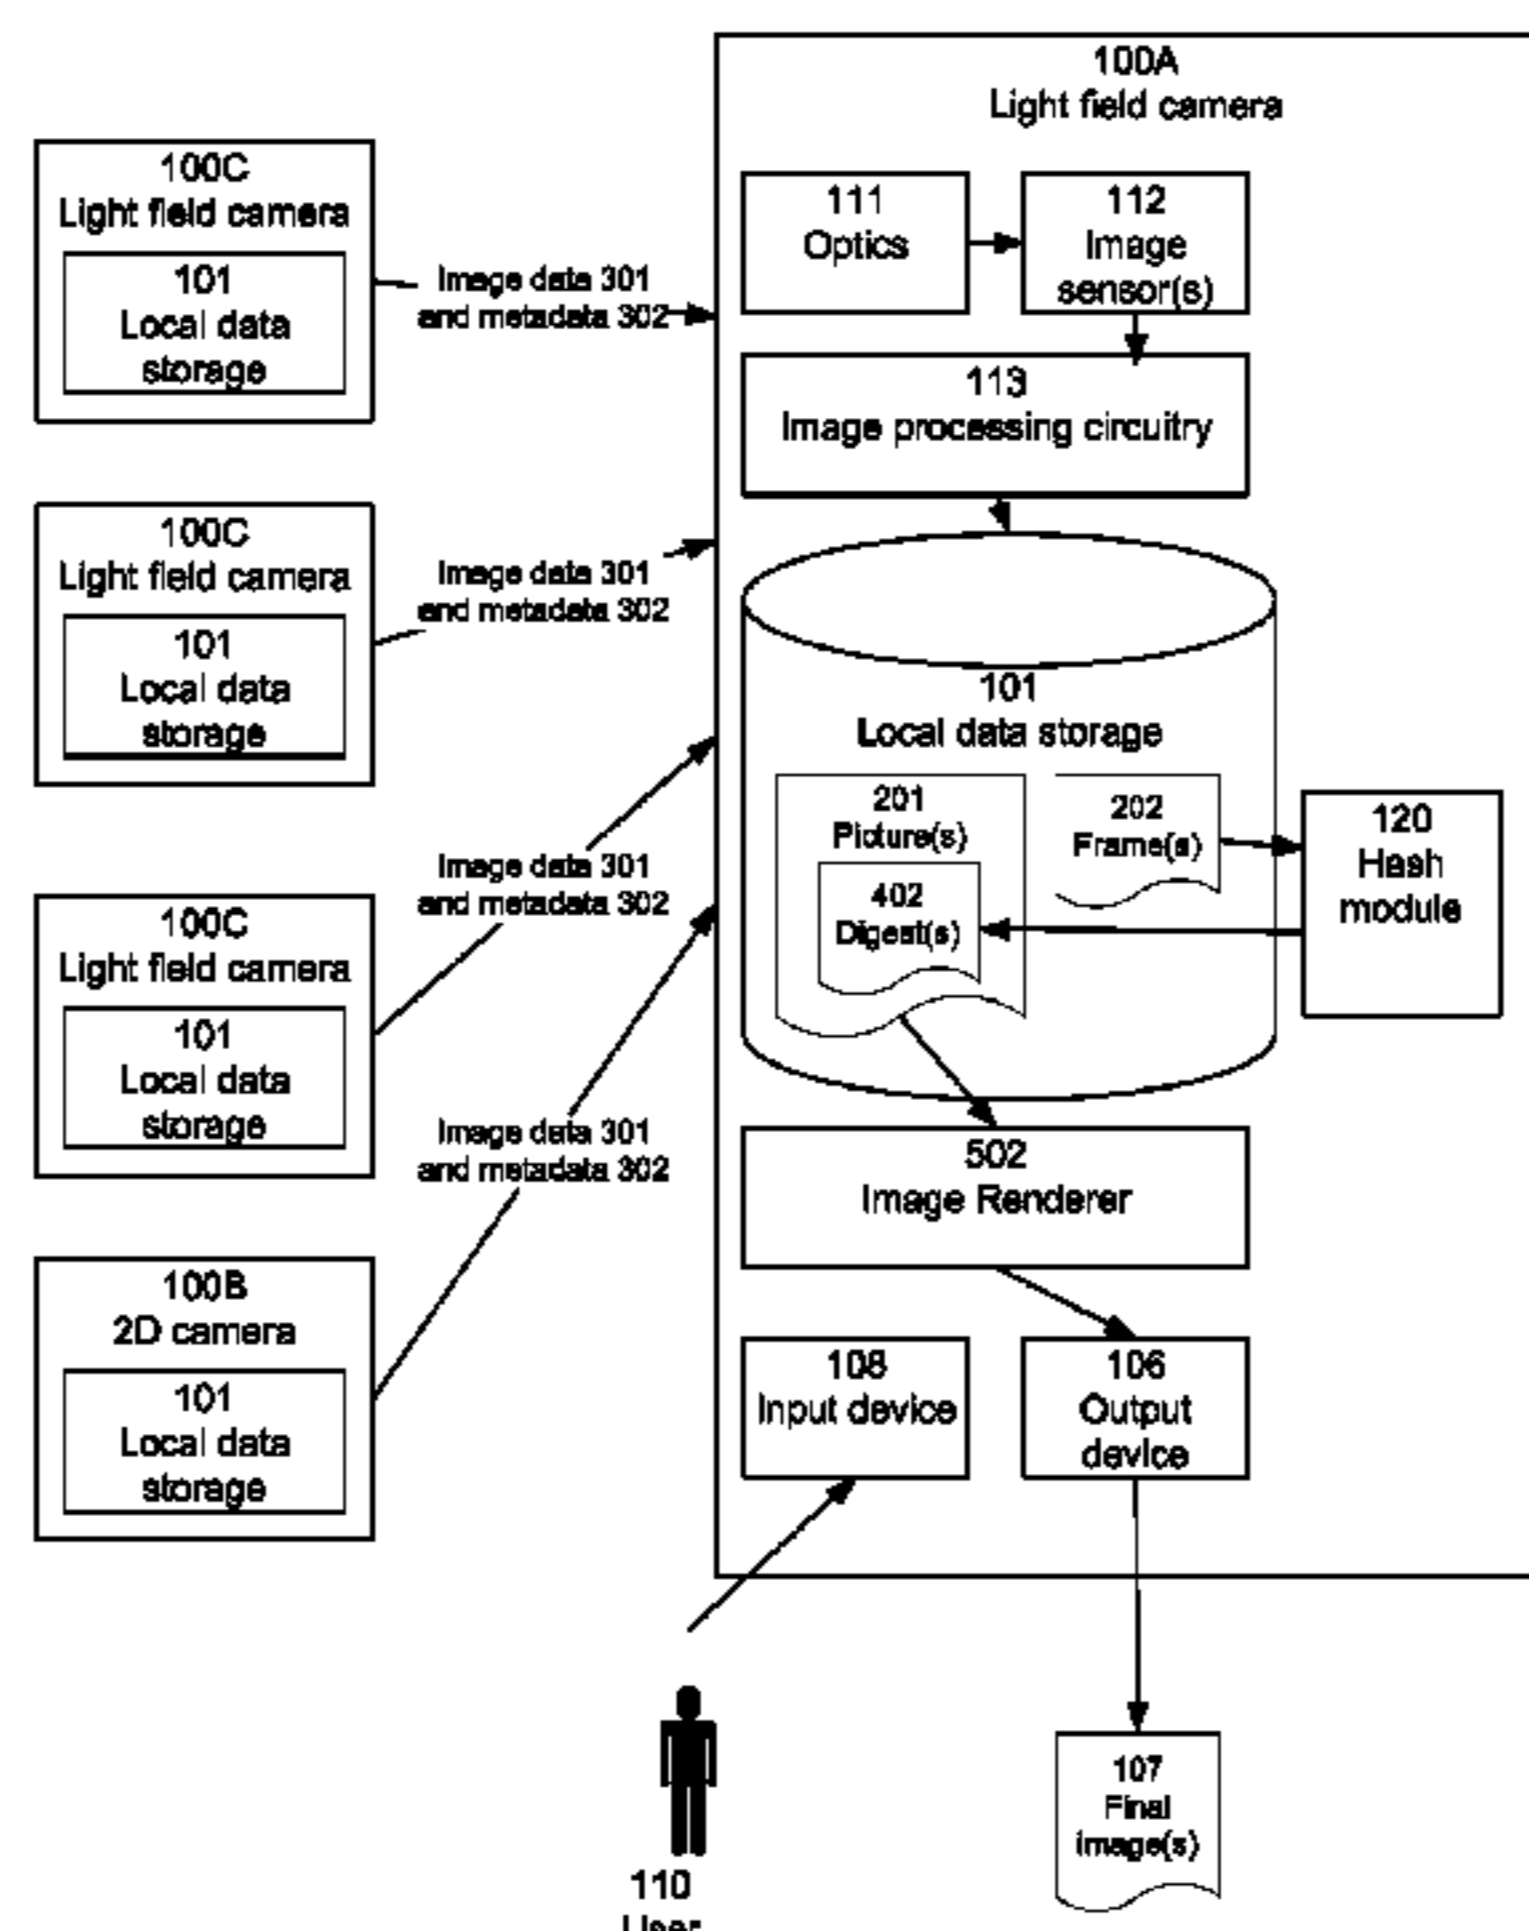 100A
Light field camera
100C
Light field camera
101
Local data
storage
Image data 301
and metadata 302
111
Optics
112
Image
sensor(s)
113
Image processing circuitry
100C
Light field camera
101
Local data
storage
Image data 301
and metadata 302
101
Local data storage
201
Picture(s)
402
Digest(s)
202
Frame(s)
120
Hash
module
100C
Light field camera
101
Local data
storage
Image data 301
and metadata 302
502
Image Renderer
100B
2D camera
101
Local data
storage
Image data 301
and metadata 302
108
Input device
106
Output
device
107
Final
image(s)
110
User